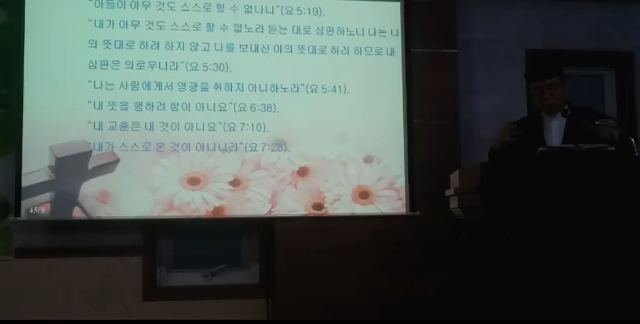 "아들이 아무 것도 스스로 할 수 없나니"(요 5:19).
"내가 아무 것도 스스로 할 수 없노라 듣는 대로 심판하노니 나는 나
의 뜻대로 하려 하지 않고 나를 보내신 이의 뜻대로 하려 하므로 내
심판은 의로우니라"(요 5:30).
"나는 사람에게서 영광을 취하지 아니하노라"(요 5:41).
"내 뜻을 행하려 함이 아니요"(요 6:38).
"내 교훈은 내 것이 아니요"(요 7:10).
"내가 스스로 온 것이 아니니라"(요 7:28).
45/8